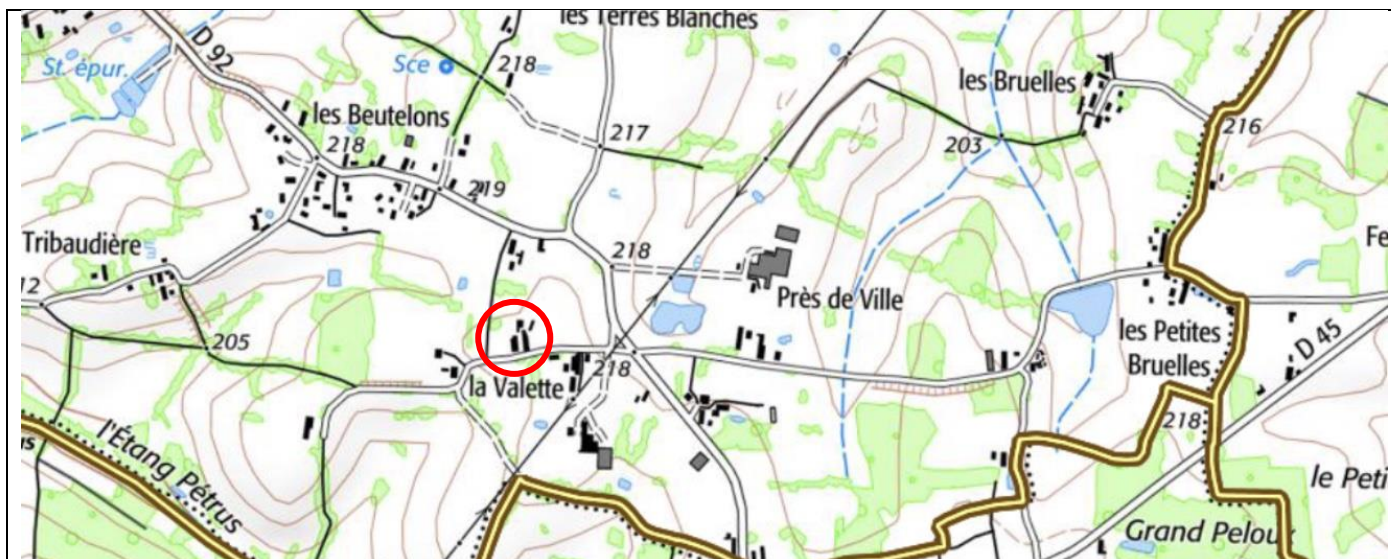 les Terres Blanches
D 92
St. épur.
Sce
218
les Bruelles
les Beutelons
217
203
216
218
219
Tribaudière
218
12
Près de Ville
les Petites
Bruelles
D 45
205
la Valette
218
218
l'Étang Pétrus
le Peti
Grand Pelou